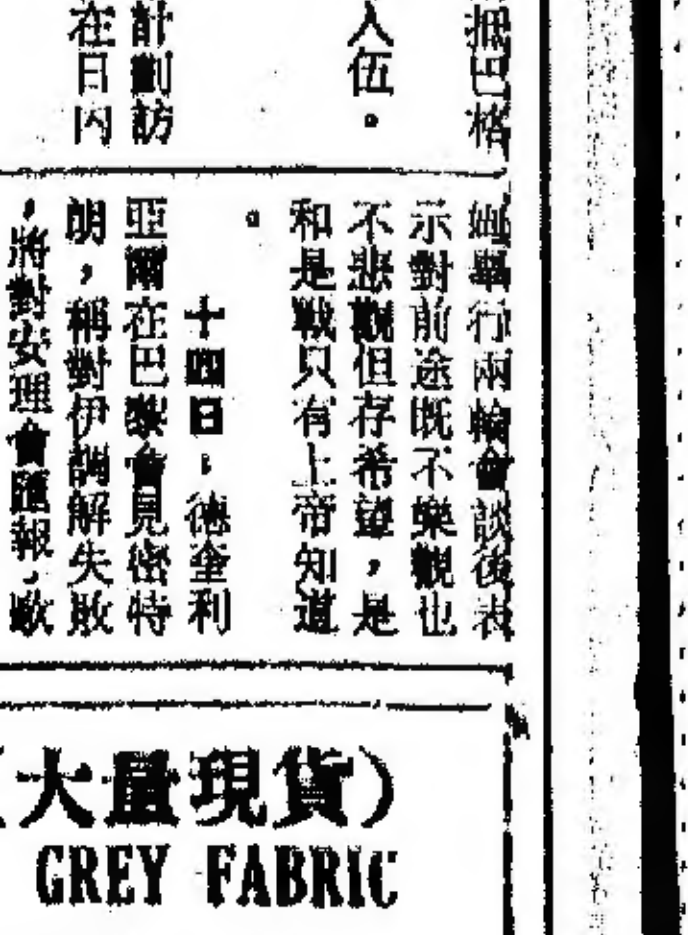 抵巴格
入伍。
計劃訪
在日內
舉行兩輪會談後表
示對前途既不樂觀也
不悲觀但存希望，是
和是戰只有上帝知道
。
十四日：德奎利
亞爾在巴黎會見密特
朗，稱對伊調解失敗
，將對安理會匯報，歐
（大量現貨）
GREY FABRIC